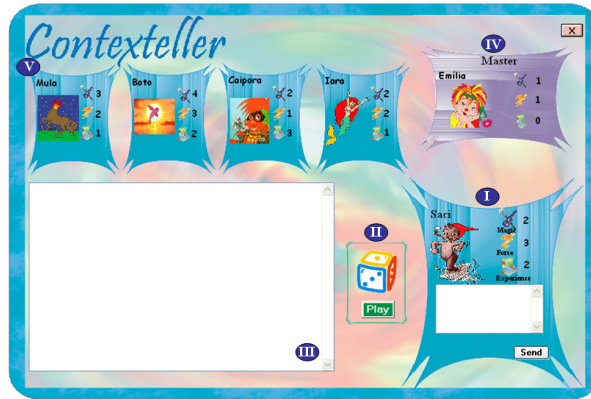 Contexteller
X
IV
Master
Emília
1
1
0
V
Mula
3
2
1
Boto
4
3
2
Caipora
2
1
3
Iara
2
2
1
I
Saci
2
Magic
3
Force
2
Experience
II
Play
III
Send